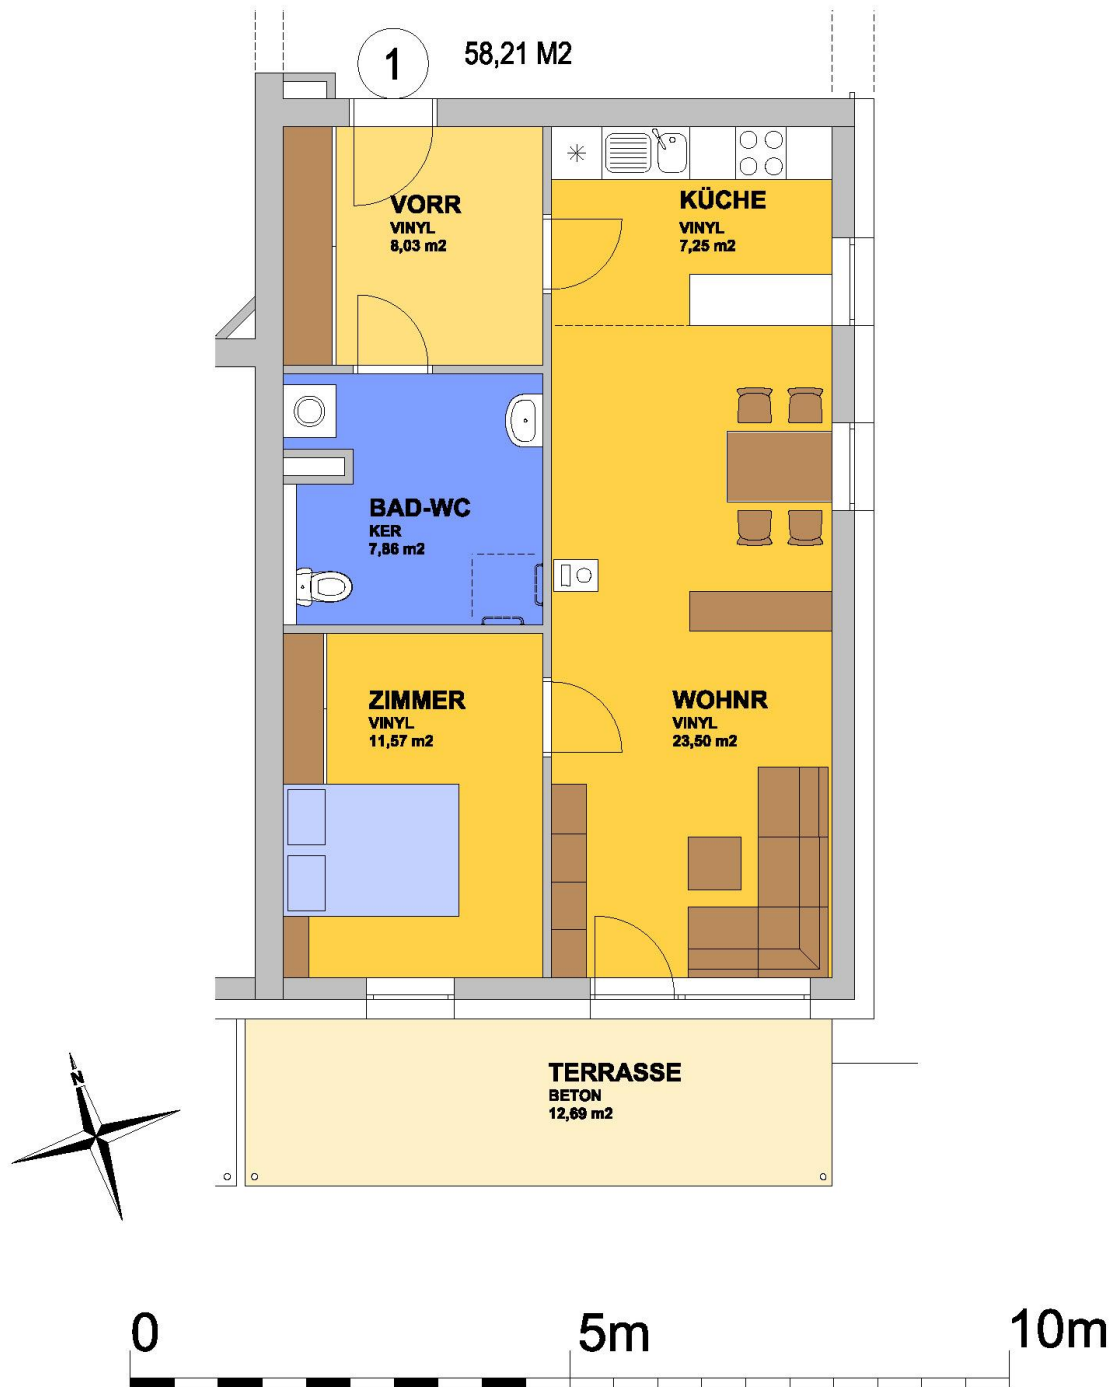 1
58,21 M2
VORR
VINYL
8,03 m2
KÜCHE
VINYL
7,25 m2
BAD-WC
KER
7,86 m2
ZIMMER
VINYL
11,57 m2
WOHNR
VINYL
23,50 m2
TERRASSE
BETON
12,69 m2
N
0
5m
10m